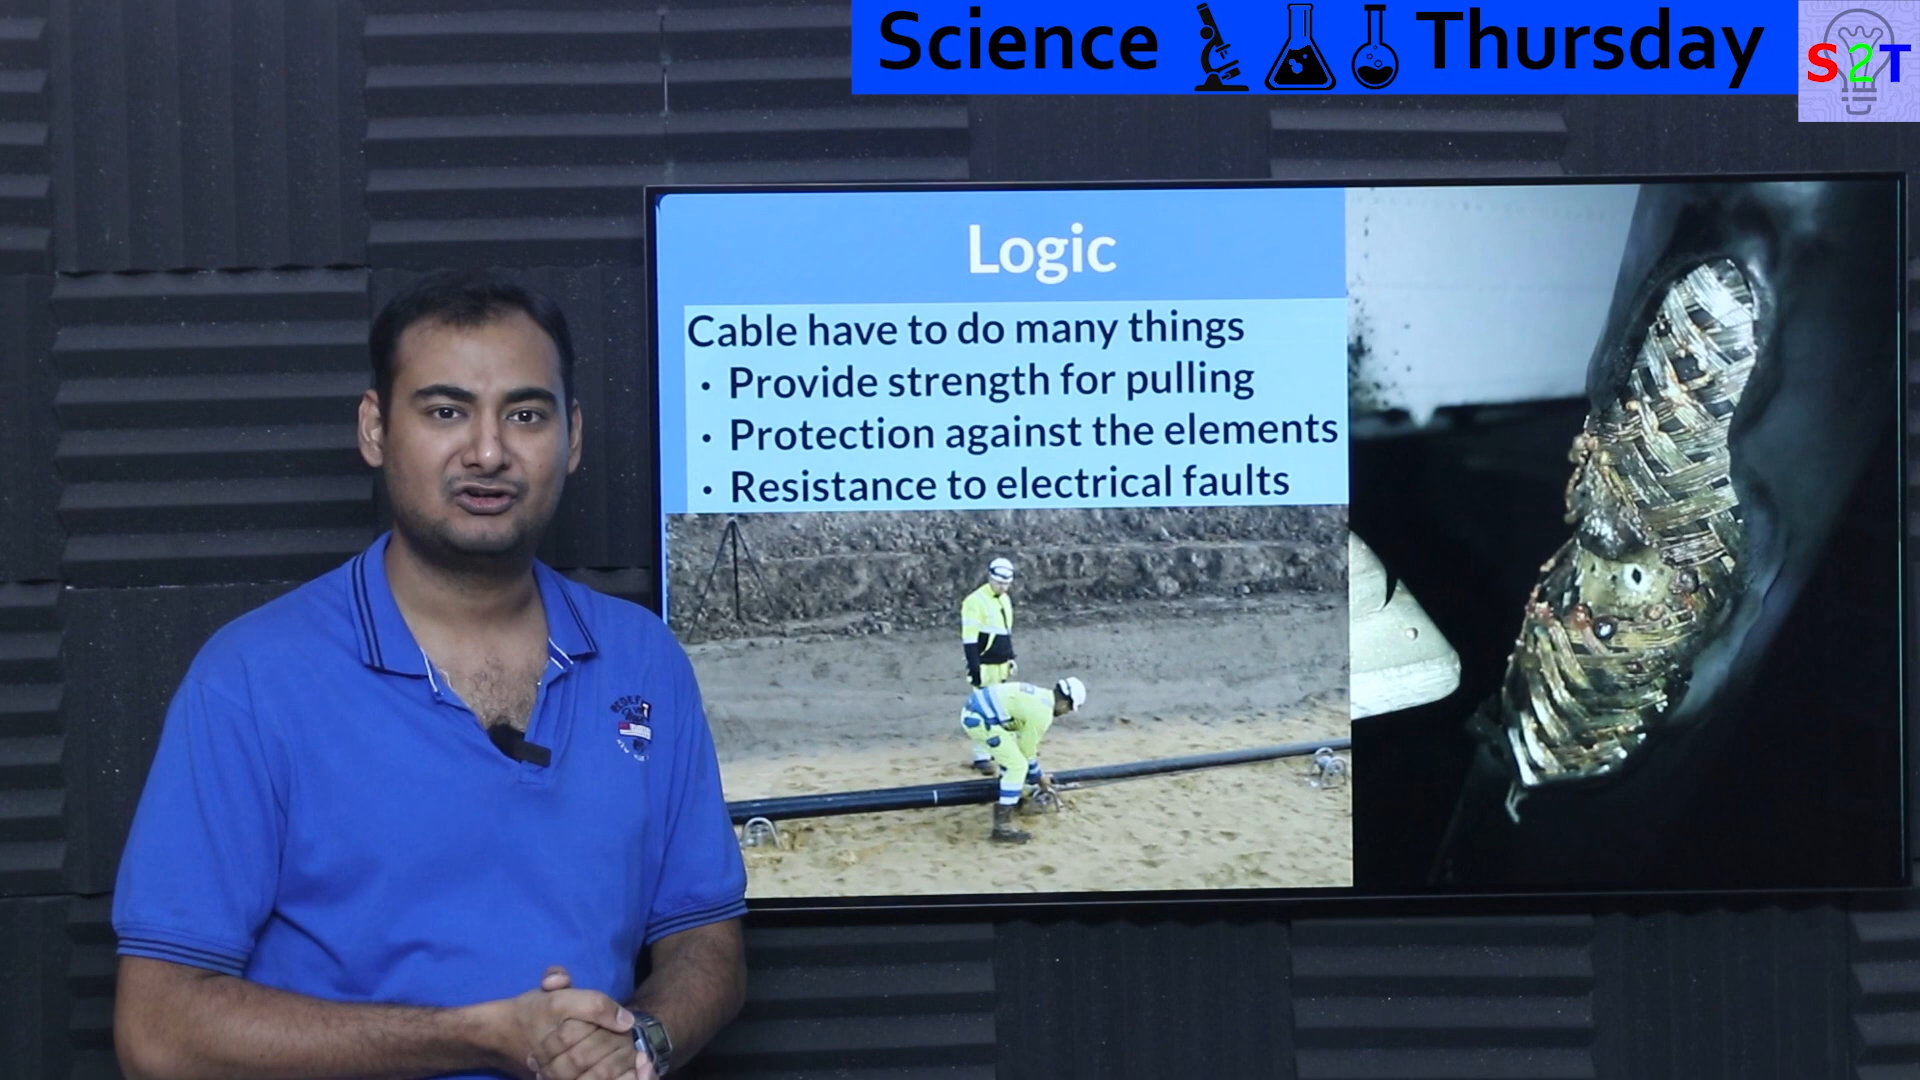 Science Thursday
S2T
Logic
Cable have to do many things
• Provide strength for pulling
• Protection against the elements
• Resistance to electrical faults